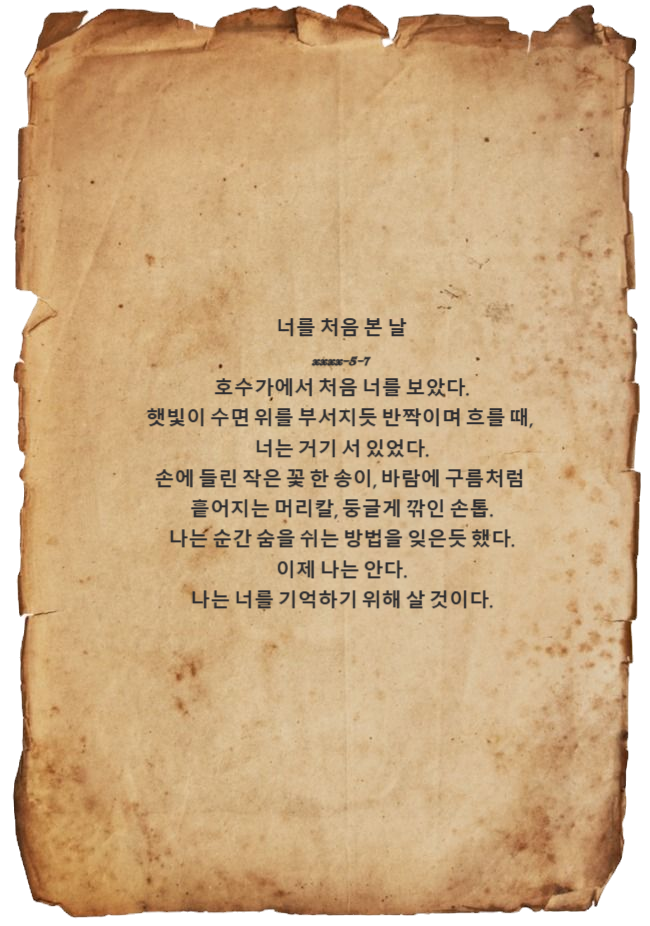 너를 처음 본 날
xxxx-5-7
호수가에서 처음 너를 보았다.
햇빛이 수면 위를 부서지듯 반짝이며 흐를 때,
너는 거기 서 있었다.
손에 들린 작은 꽃 한 송이, 바람에 구름처럼
흩어지는 머리칼, 둥글게 깎인 손톱.
나는 순간 숨을 쉬는 방법을 잊은듯 했다.
이제 나는 안다.
나는 너를 기억하기 위해 살 것이다.